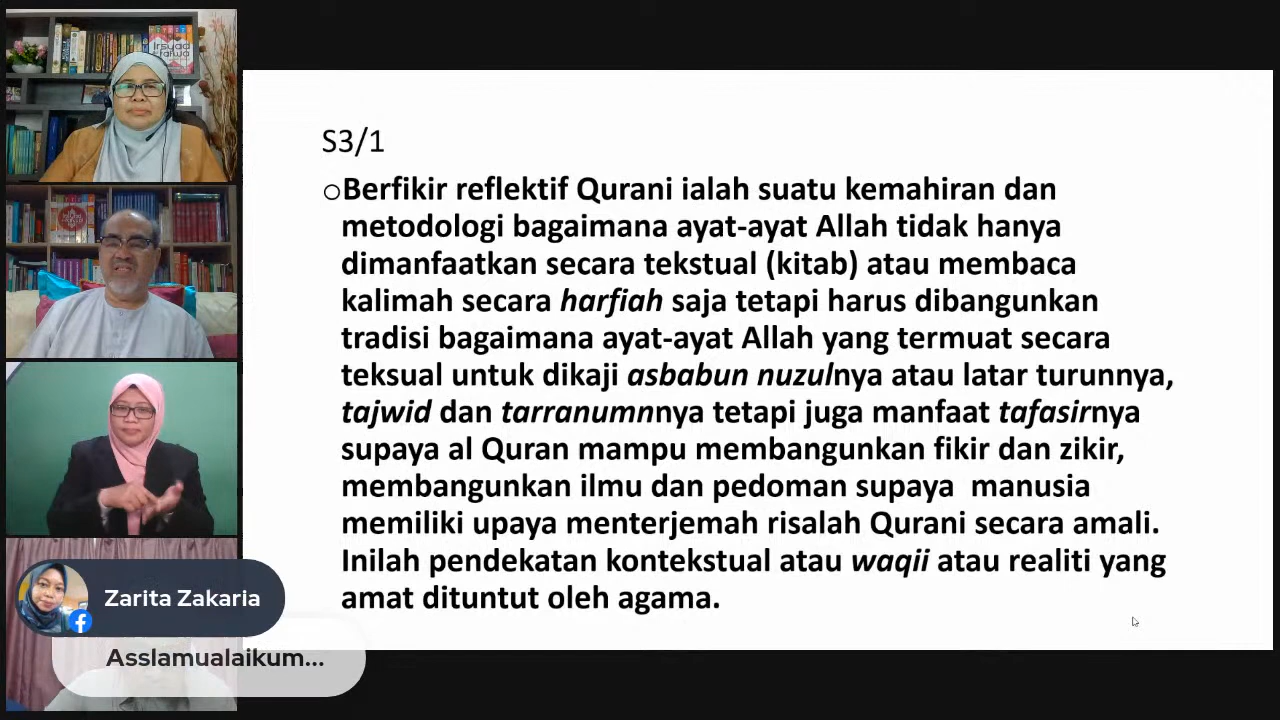 S3/1
○Berfikir reflektif Qurani ialah suatu kemahiran dan
metodologi bagaimana ayat-ayat Allah tidak hanya
dimanfaatkan secara tekstual (kitab) atau membaca
kalimah secara harfiah saja tetapi harus dibangunkan
tradisi bagaimana ayat-ayat Allah yang termuat secara
teksual untuk dikaji asbabun nuzulnya atau latar turunnya,
tajwid dan tarranumnnya tetapi juga manfaat tafasirnya
supaya al Quran mampu membangunkan fikir dan zikir,
membangunkan ilmu dan pedoman supaya manusia
memiliki upaya menterjemah risalah Qurani secara amali.
Inilah pendekatan kontekstual atau waqii atau realiti yang
amat dituntut oleh agama.
Zarita Zakaria
Asslamualaikum...